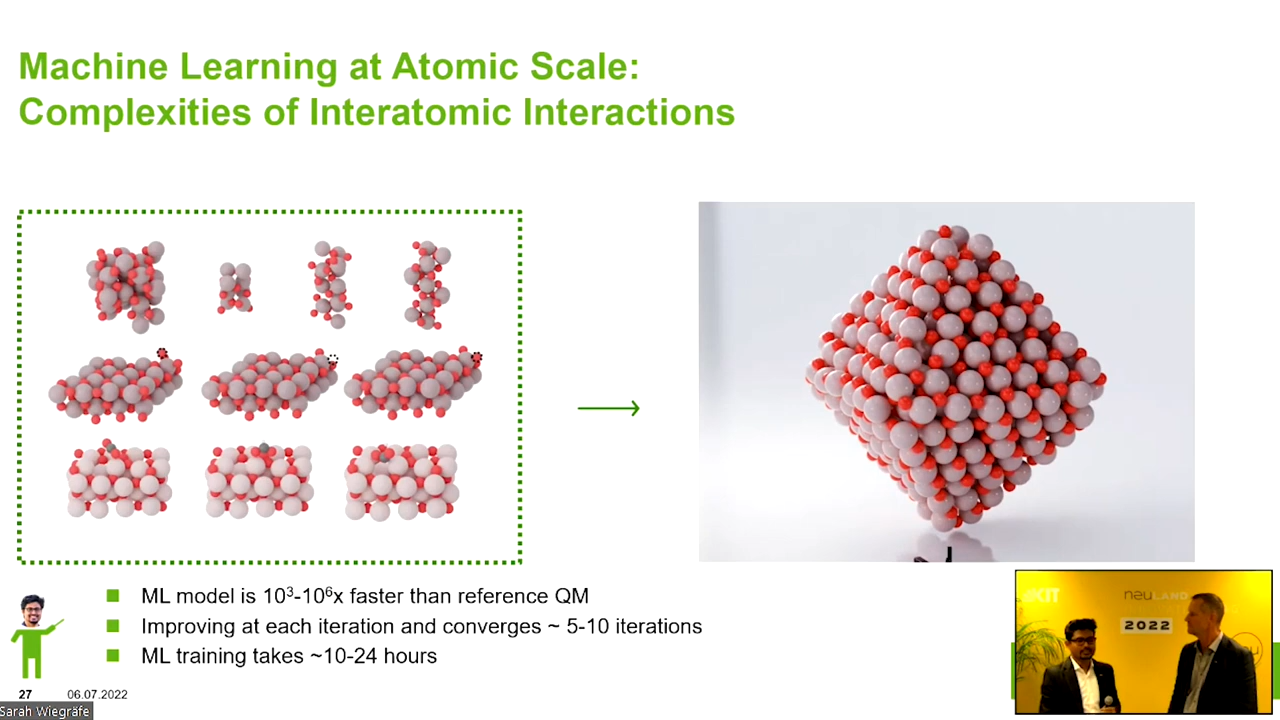 Machine Learning at Atomic Scale:
Complexities of Interatomic Interactions
ML model is 10³-10⁶x faster than reference QM
Improving at each iteration and converges ~ 5-10 iterations
ML training takes ~10-24 hours
27 06.07.2022
Sarah Wiegräfe
KIT
neuLAND
2022